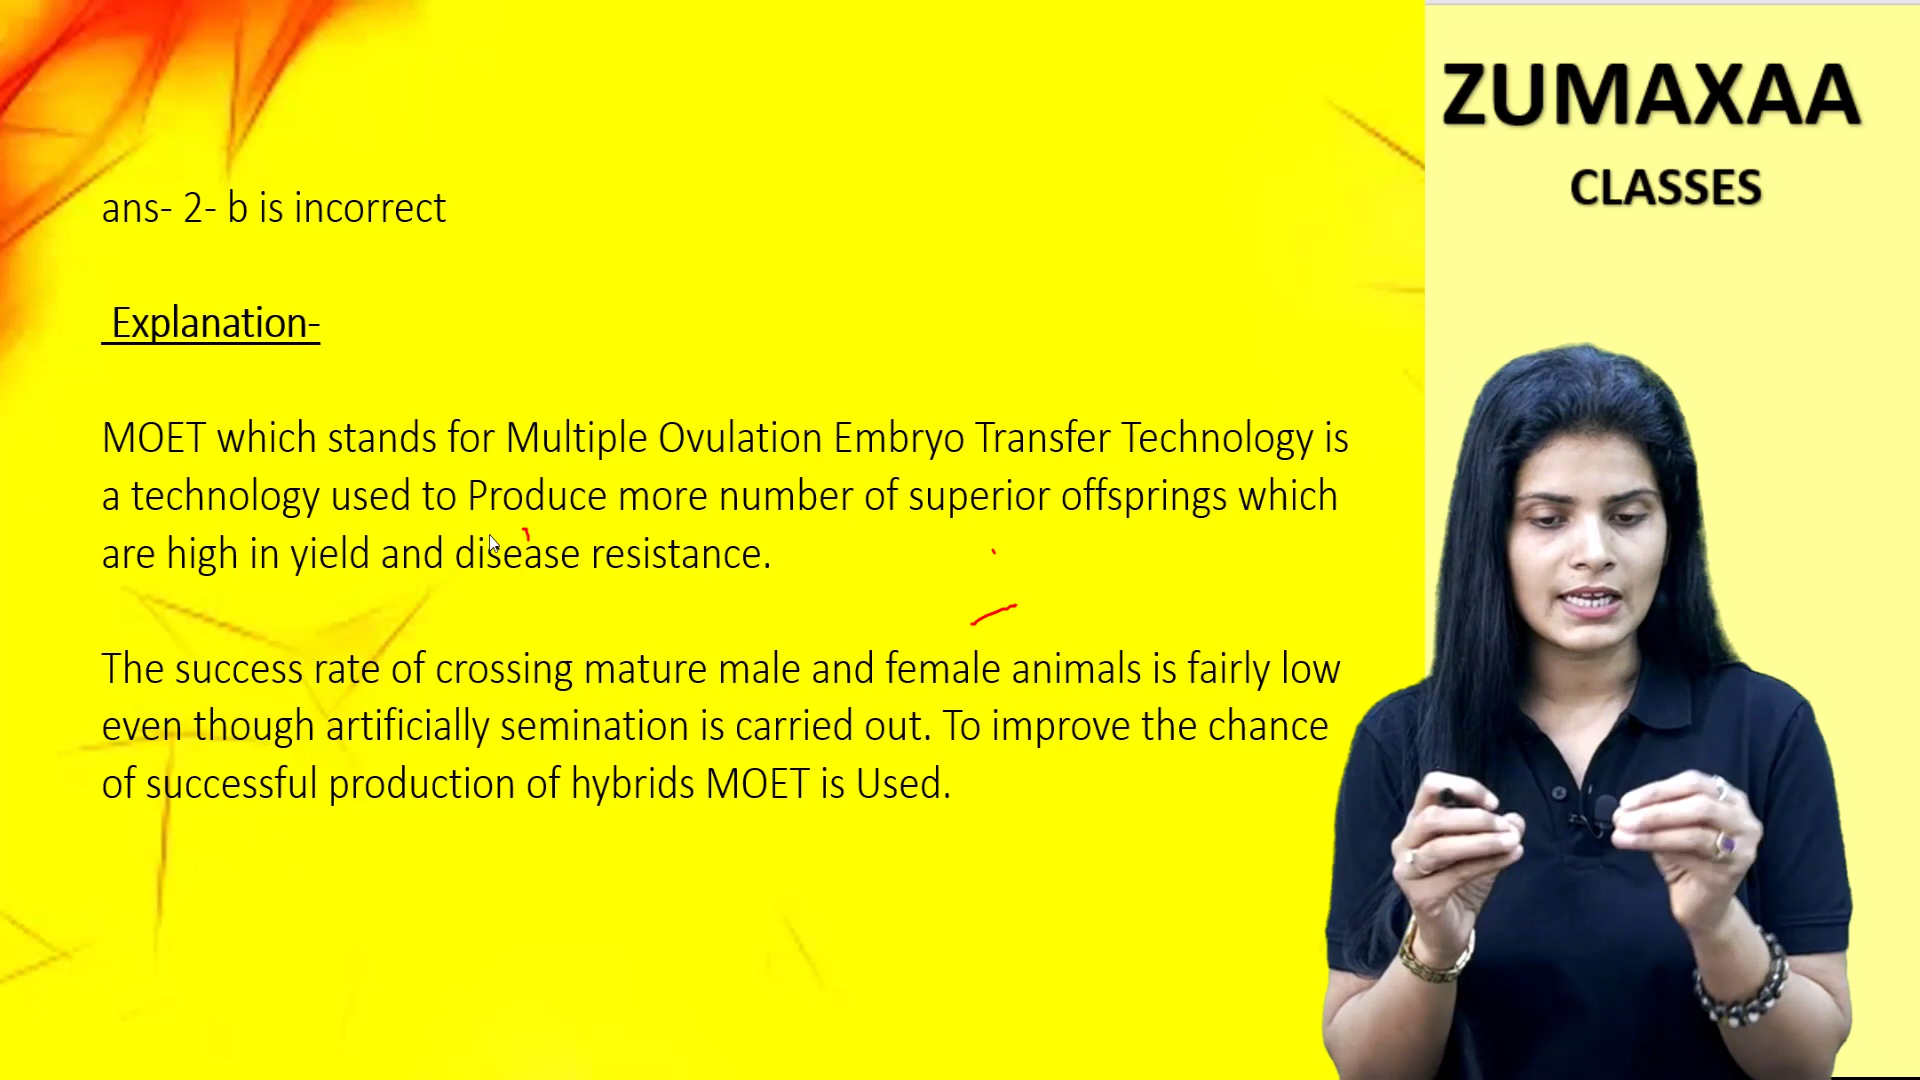 ZUMAXAA
CLASSES
ans- 2- b is incorrect
Explanation-
MOET which stands for Multiple Ovulation Embryo Transfer Technology is
a technology used to Produce more number of superior offsprings which
are high in yield and disease resistance.
The success rate of crossing mature male and female animals is fairly low
even though artificially semination is carried out. To improve the chance
of successful production of hybrids MOET is Used.